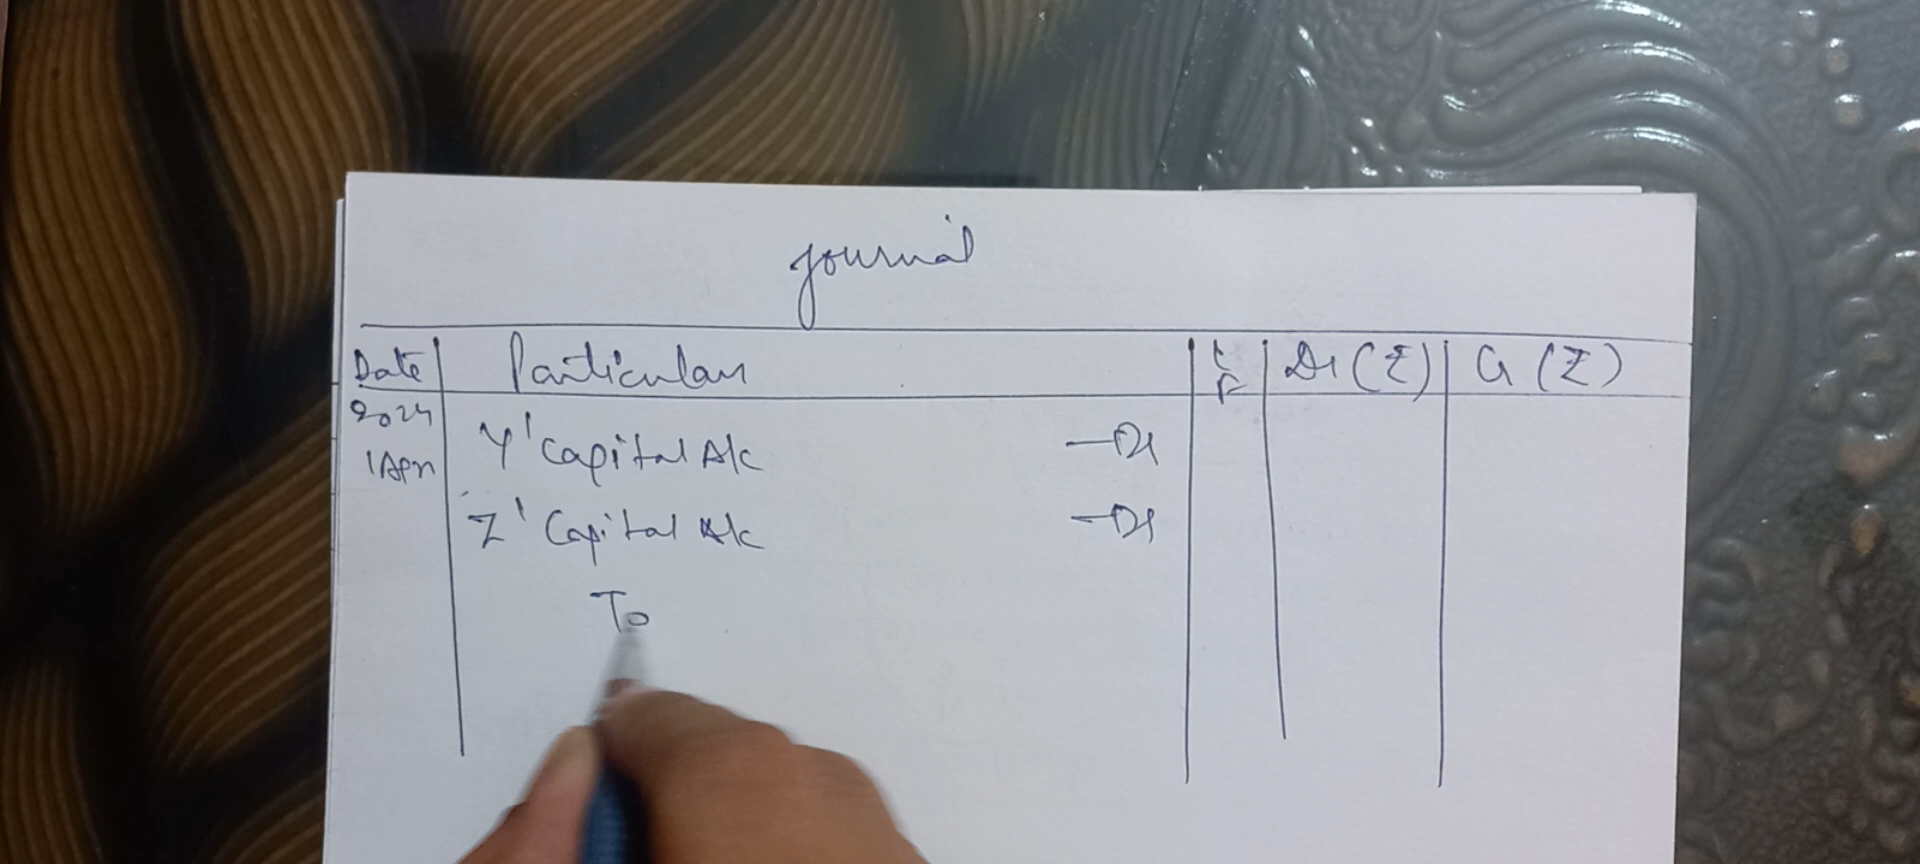 Journal
Date Particulars L F Dr (₹) Cr (₹)
2024
1 Apr Y' Capital A/c —Dr
Z' Capital A/c —Dr
To